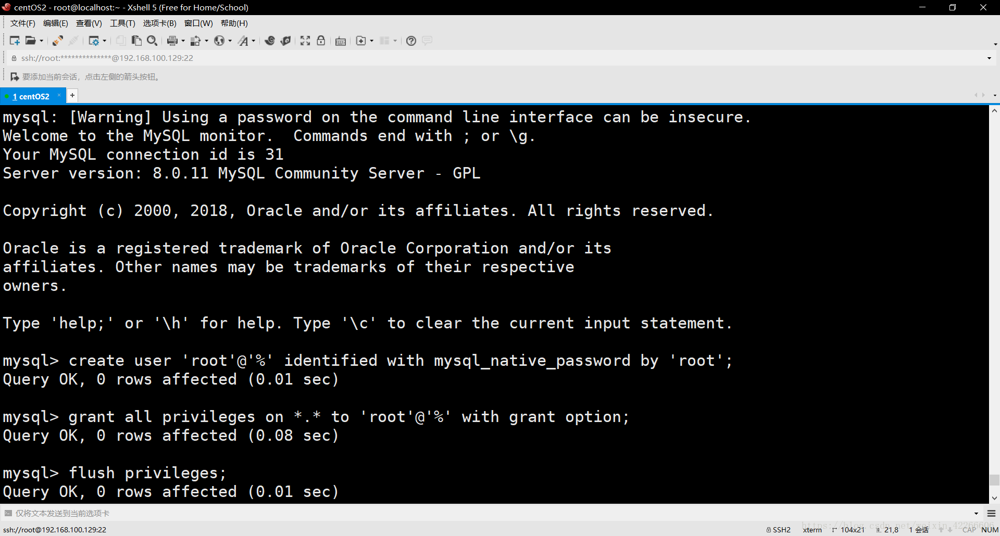 centOS2 - root@localhost:~ - Xshell 5 (Free for Home/School)
文件(F) 编辑(E) 查看(V) 工具(T) 选项卡(B) 窗口(W) 帮助(H)
ssh://root:**************@192.168.100.129:22
要添加当前会话，点击左侧的箭头按钮。
1 centOS2
mysql: [Warning] Using a password on the command line interface can be insecure.
Welcome to the MySQL monitor.  Commands end with ; or \g.
Your MySQL connection id is 31
Server version: 8.0.11 MySQL Community Server - GPL
Copyright (c) 2000, 2018, Oracle and/or its affiliates. All rights reserved.
Oracle is a registered trademark of Oracle Corporation and/or its
affiliates. Other names may be trademarks of their respective
owners.
Type 'help;' or '\h' for help. Type '\c' to clear the current input statement.
mysql> create user 'root'@'%' identified with mysql_native_password by 'root';
Query OK, 0 rows affected (0.01 sec)
mysql> grant all privileges on *.* to 'root'@'%' with grant option;
Query OK, 0 rows affected (0.08 sec)
mysql> flush privileges;
Query OK, 0 rows affected (0.01 sec)
仅将文本发送到当前选项卡
https://blog.csdn.net/weixin_42266606
ssh://root@192.168.100.129:22 SSH2 xterm 104x21 21,8 1 会话 CAP NUM